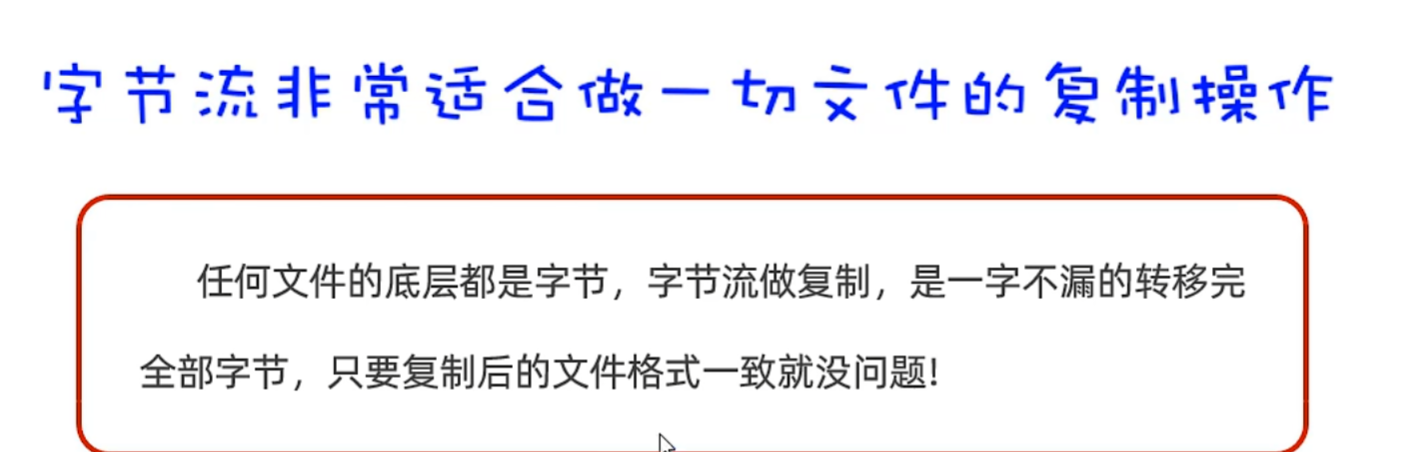 字节流非常适合做一切文件的复制操作
任何文件的底层都是字节，字节流做复制，是一字不漏的转移完
全部字节，只要复制后的文件格式一致就没问题!